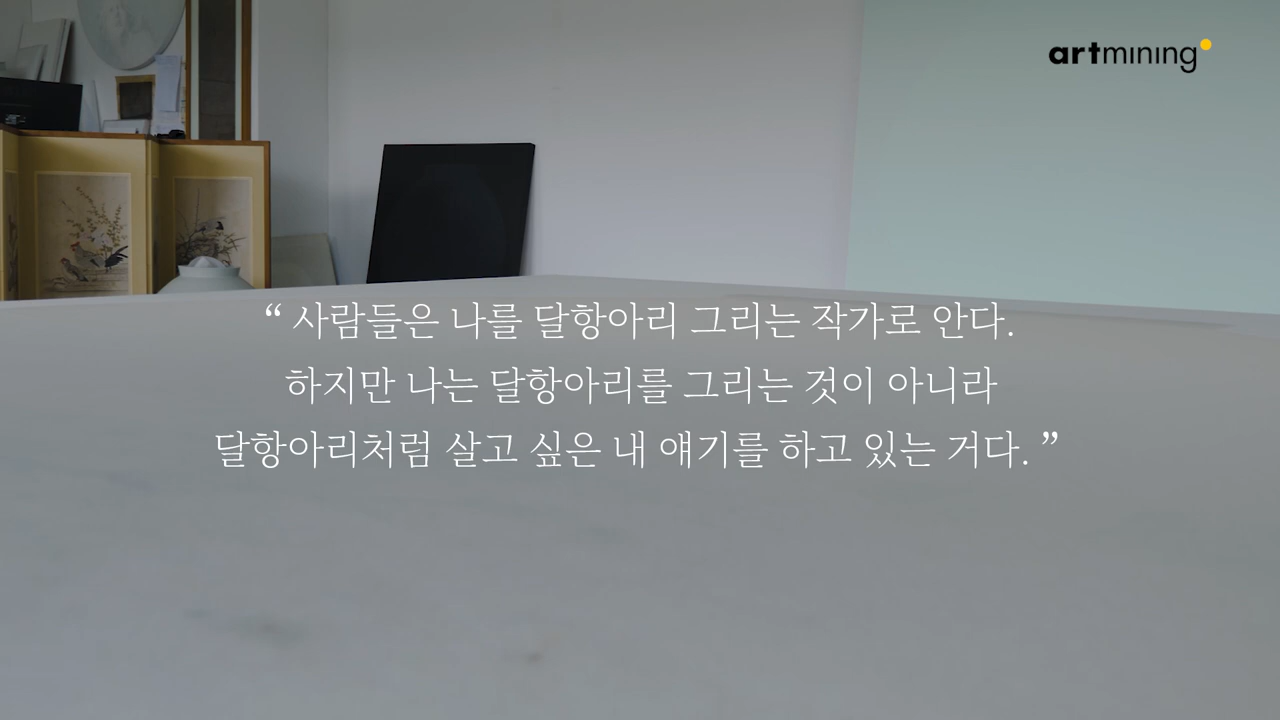 artmining
“ 사람들은 나를 달항아리 그리는 작가로 안다.
하지만 나는 달항아리를 그리는 것이 아니라
달항아리처럼 살고 싶은 내 얘기를 하고 있는 거다. ”